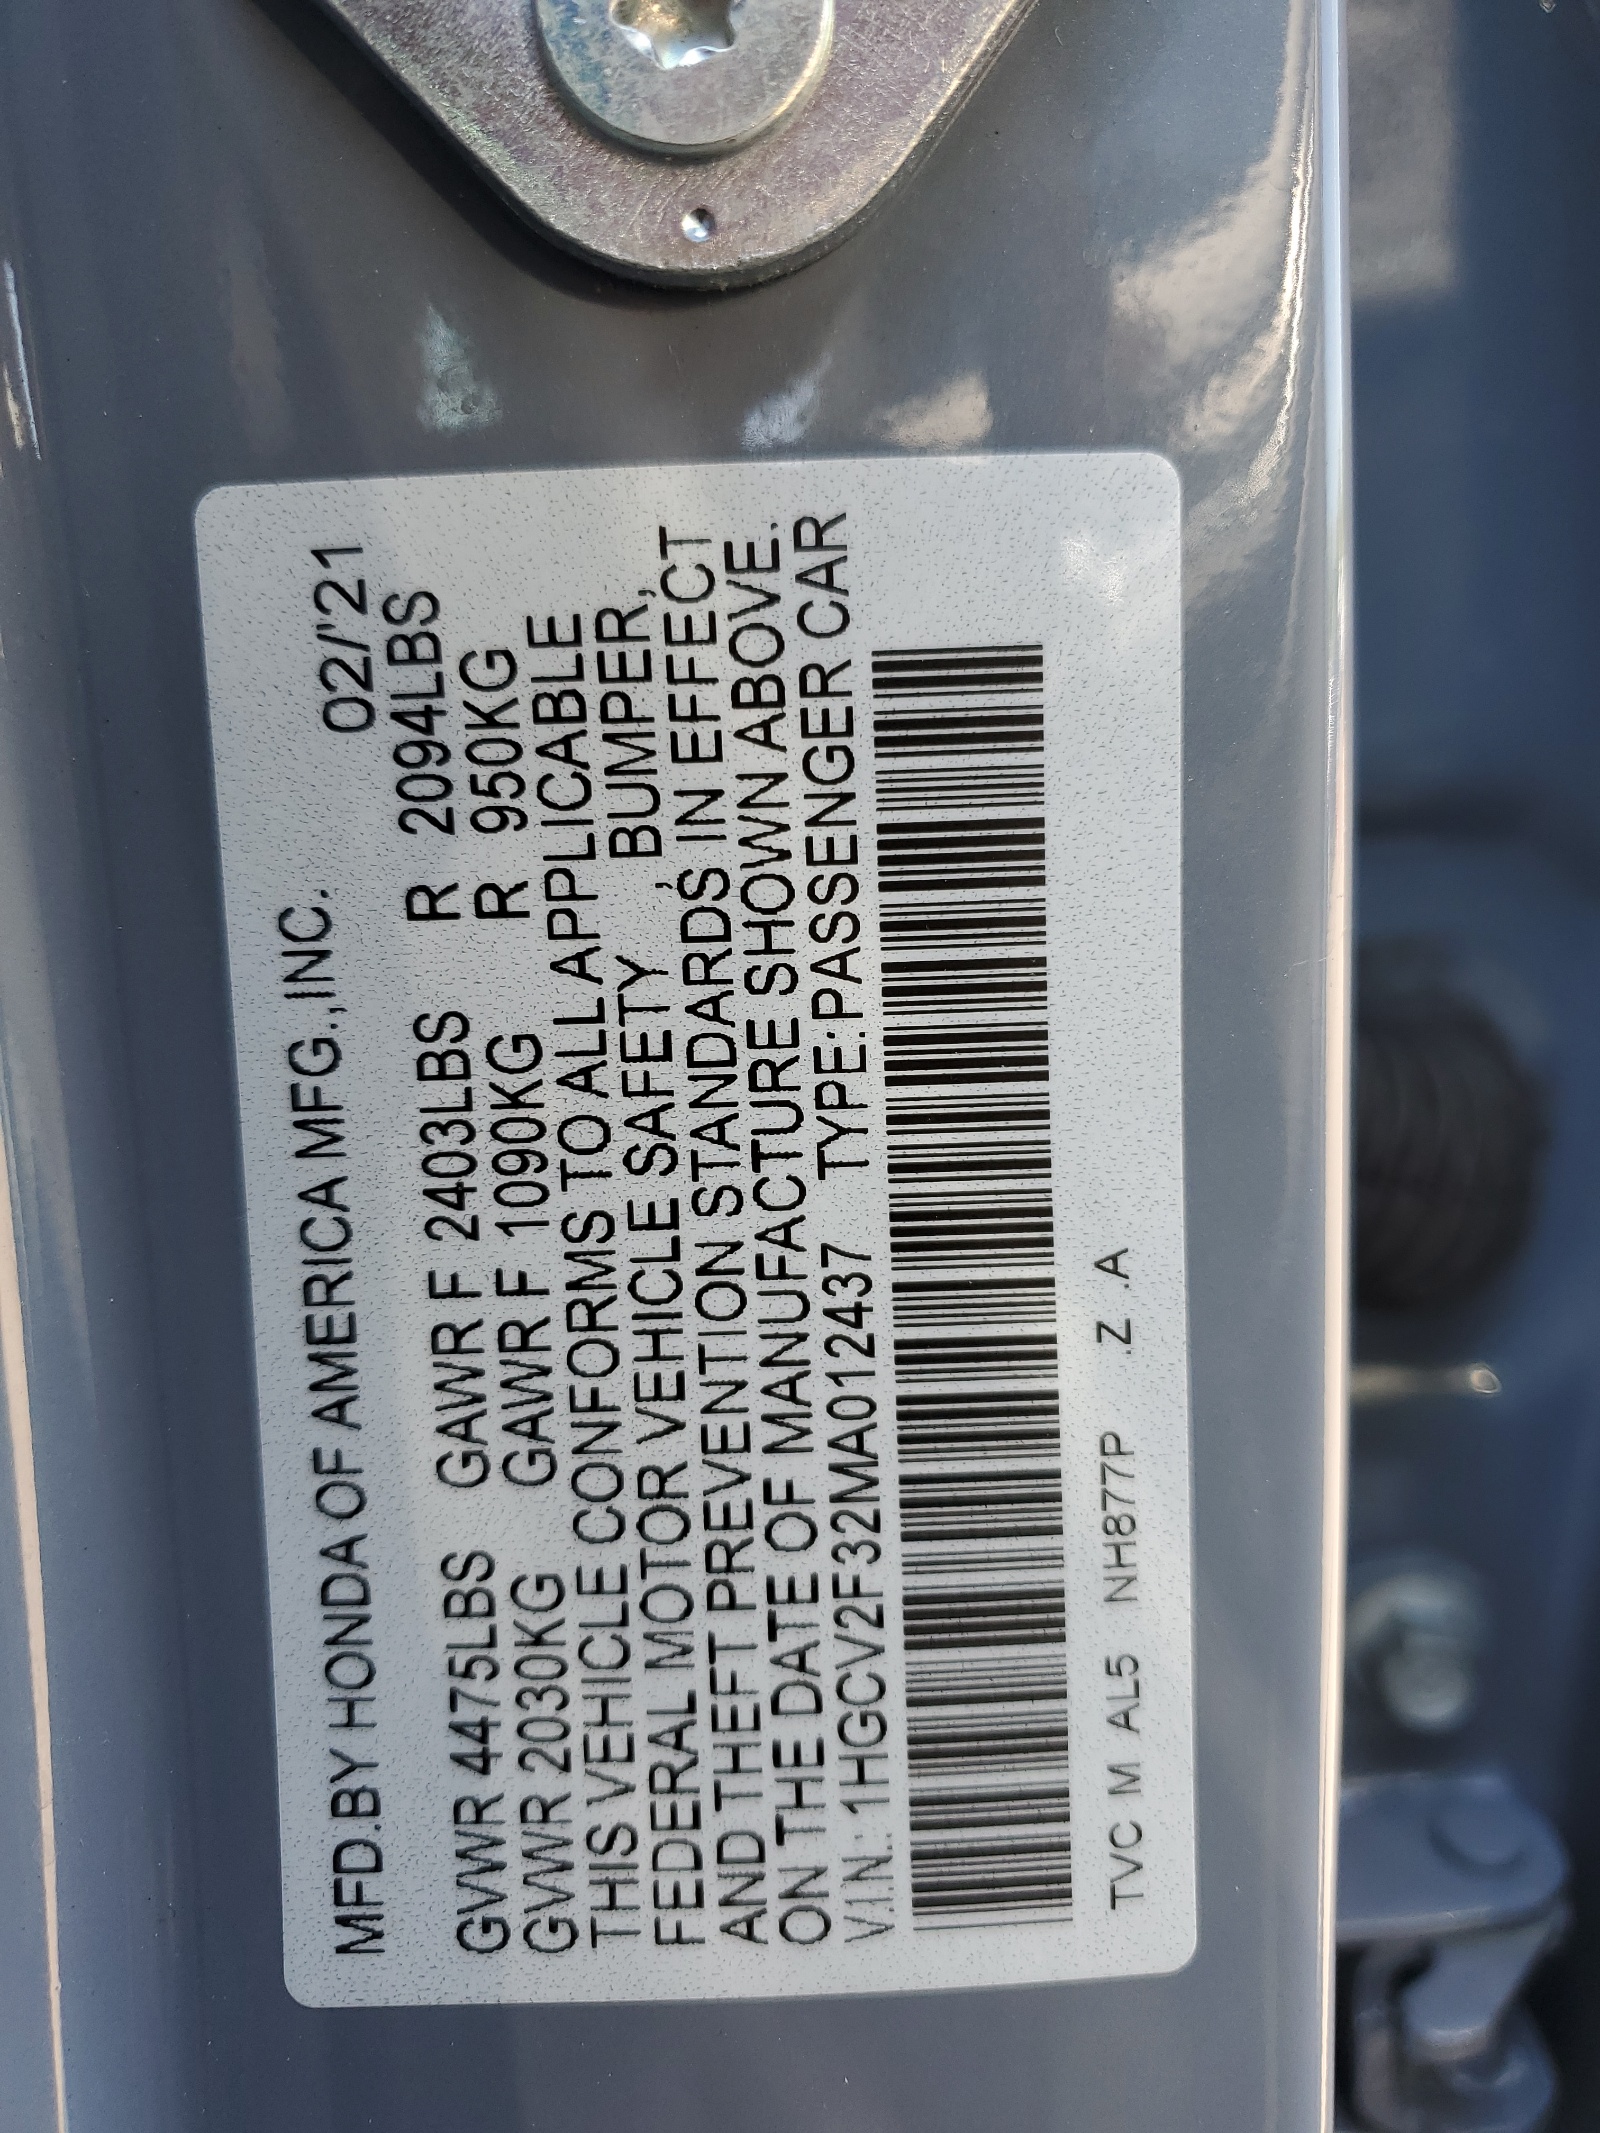 MFD.BY HONDA OF AMERICA MFG.,INC. 02/'21
GVWR 4475LBS GAWR F 2403LBS R 2094LBS
GVWR 2030KG GAWR F 1090KG R 950KG
THIS VEHICLE CONFORMS TO ALL APPLICABLE
FEDERAL MOTOR VEHICLE SAFETY , BUMPER,
AND THEFT PREVENTION STANDARDS IN EFFECT
ON THE DATE OF MANUFACTURE SHOWN ABOVE.
V.I.N.: 1HGCV2F32MA012437 TYPE:PASSENGER CAR
TVC M AL5 NH877P .Z .A